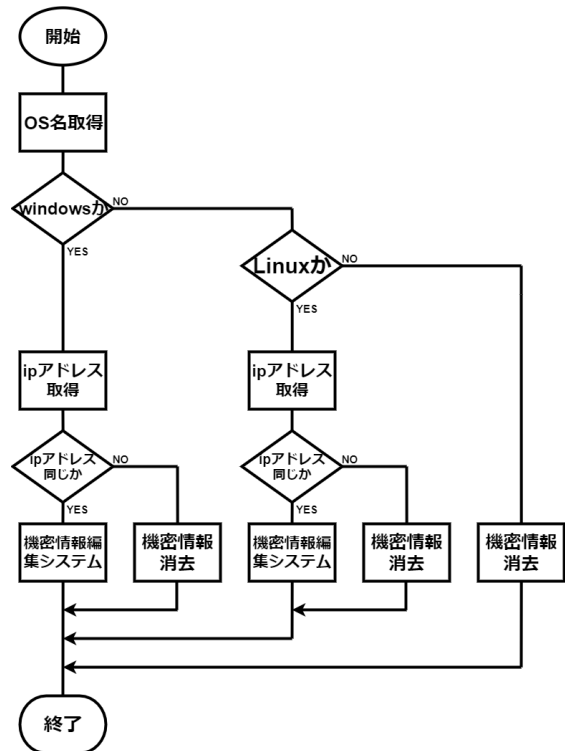 開始
OS名取得
windowsか
NO
YES
Linuxか
NO
YES
ipアドレス
取得
ipアドレス
取得
ipアドレス
同じか
NO
YES
ipアドレス
同じか
NO
YES
機密情報編
集システム
機密情報
消去
機密情報編
集システム
機密情報
消去
機密情報
消去
終了